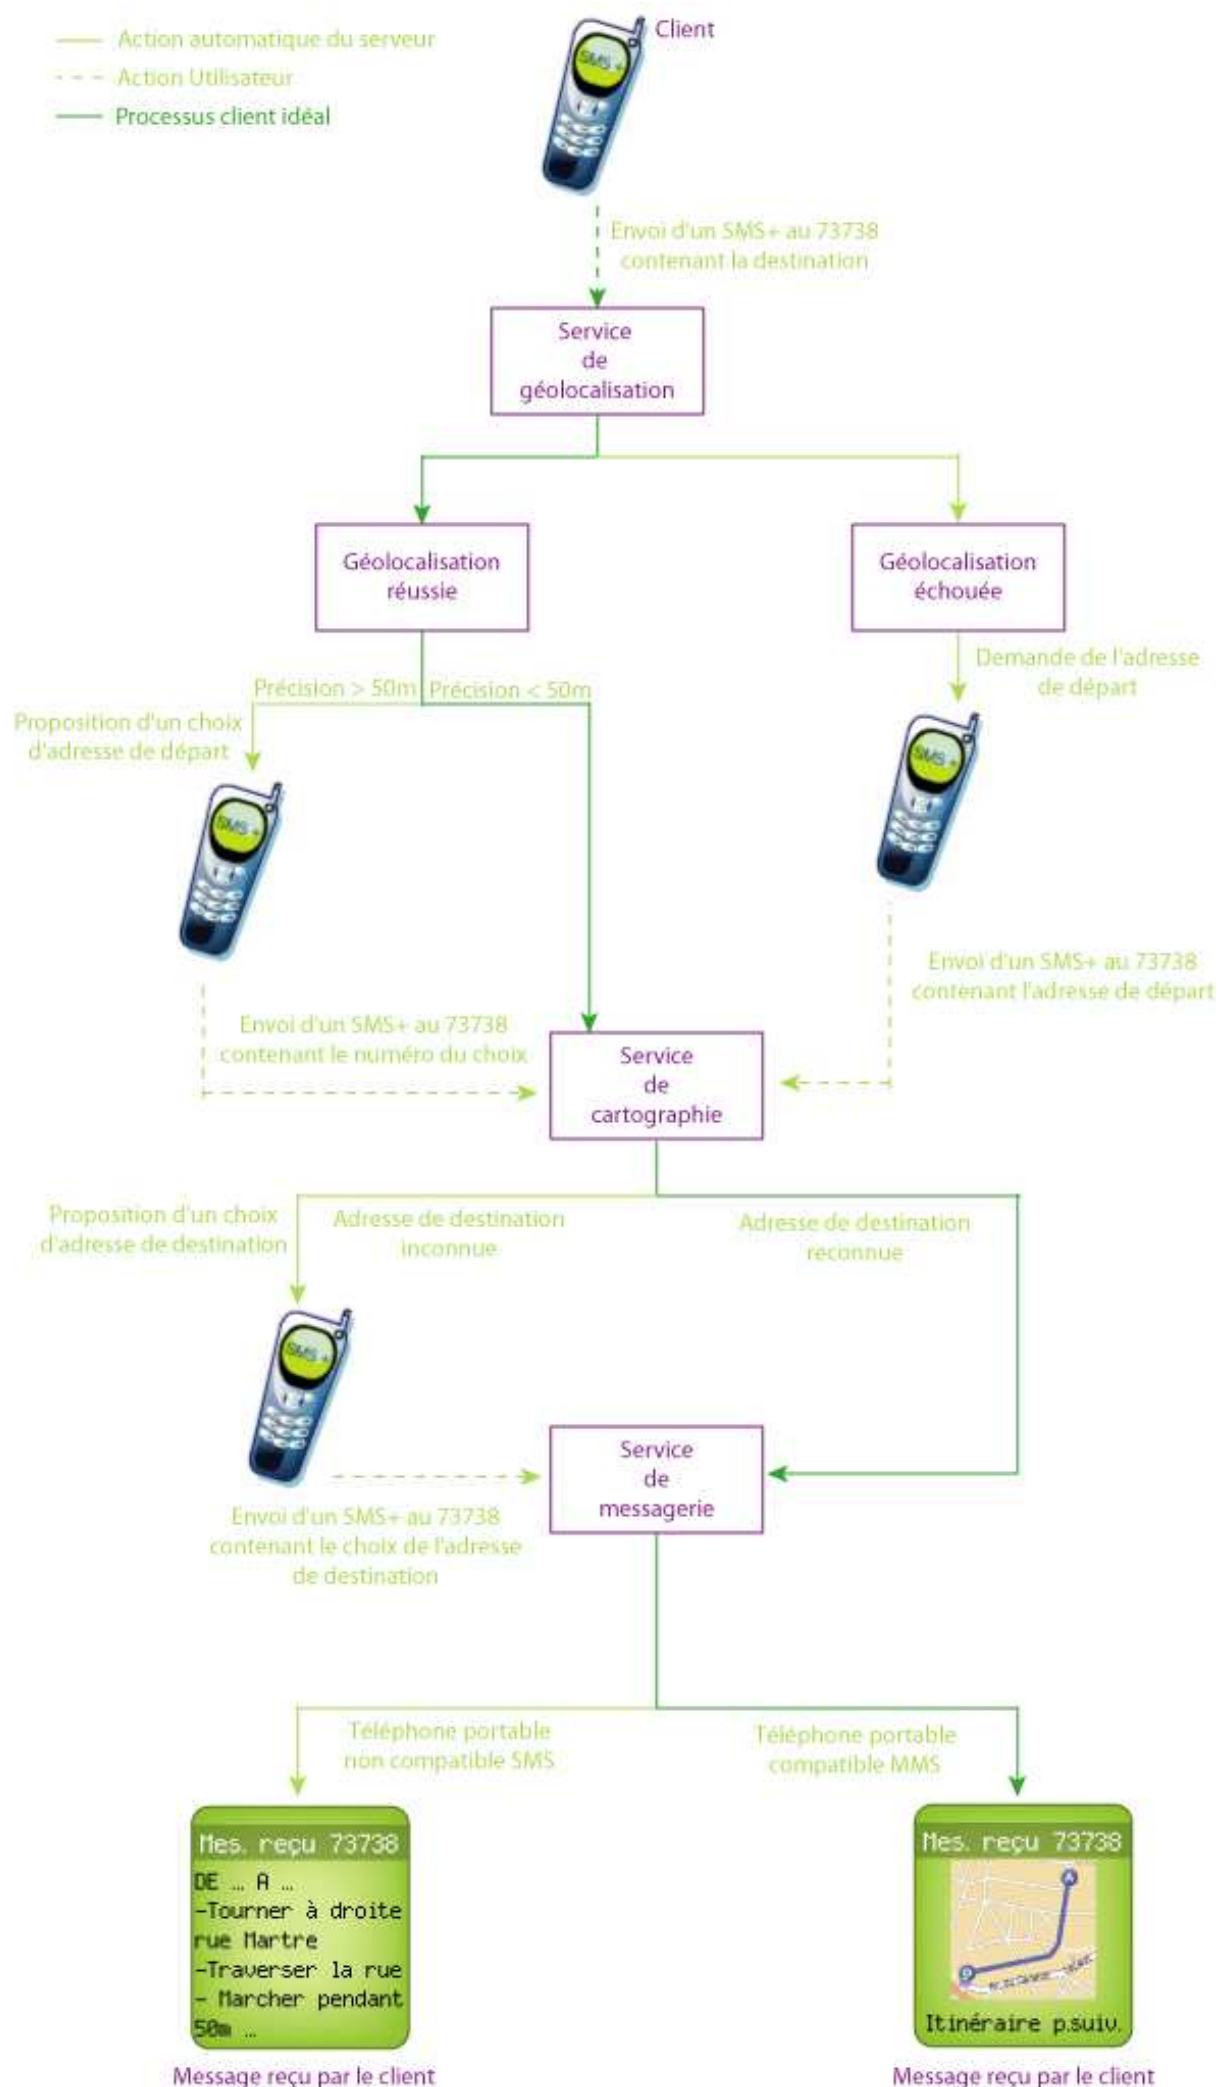 Action automatique du serveur
Action Utilisateur
Processus client idéal
Client
SMS +
Envoi d'un SMS+ au 73738
contenant la destination
Service
de
géolocalisation
Géolocalisation
réussie
Géolocalisation
échouée
Demande de l'adresse
de départ
Précision > 50m
Précision < 50m
Proposition d'un choix
d'adresse de départ
SMS +
SMS +
Envoi d'un SMS+ au 73738
contenant l'adresse de départ
Envoi d'un SMS+ au 73738
contenant le numéro du choix
Service
de
cartographie
Proposition d'un choix
d'adresse de destination
Adresse de destination
inconnue
Adresse de destination
reconnue
SMS +
Service
de
messagerie
Envoi d'un SMS+ au 73738
contenant le choix de l'adresse
de destination
Téléphone portable
non compatible SMS
Téléphone portable
compatible MMS
Mes. reçu 73738
DE ... A ...
-Tourner à droite
rue Martre
-Traverser la rue
- Marcher pendant
50m ...
Message reçu par le client
Mes. reçu 73738
A
Itinéraire p.suiv.
Message reçu par le client